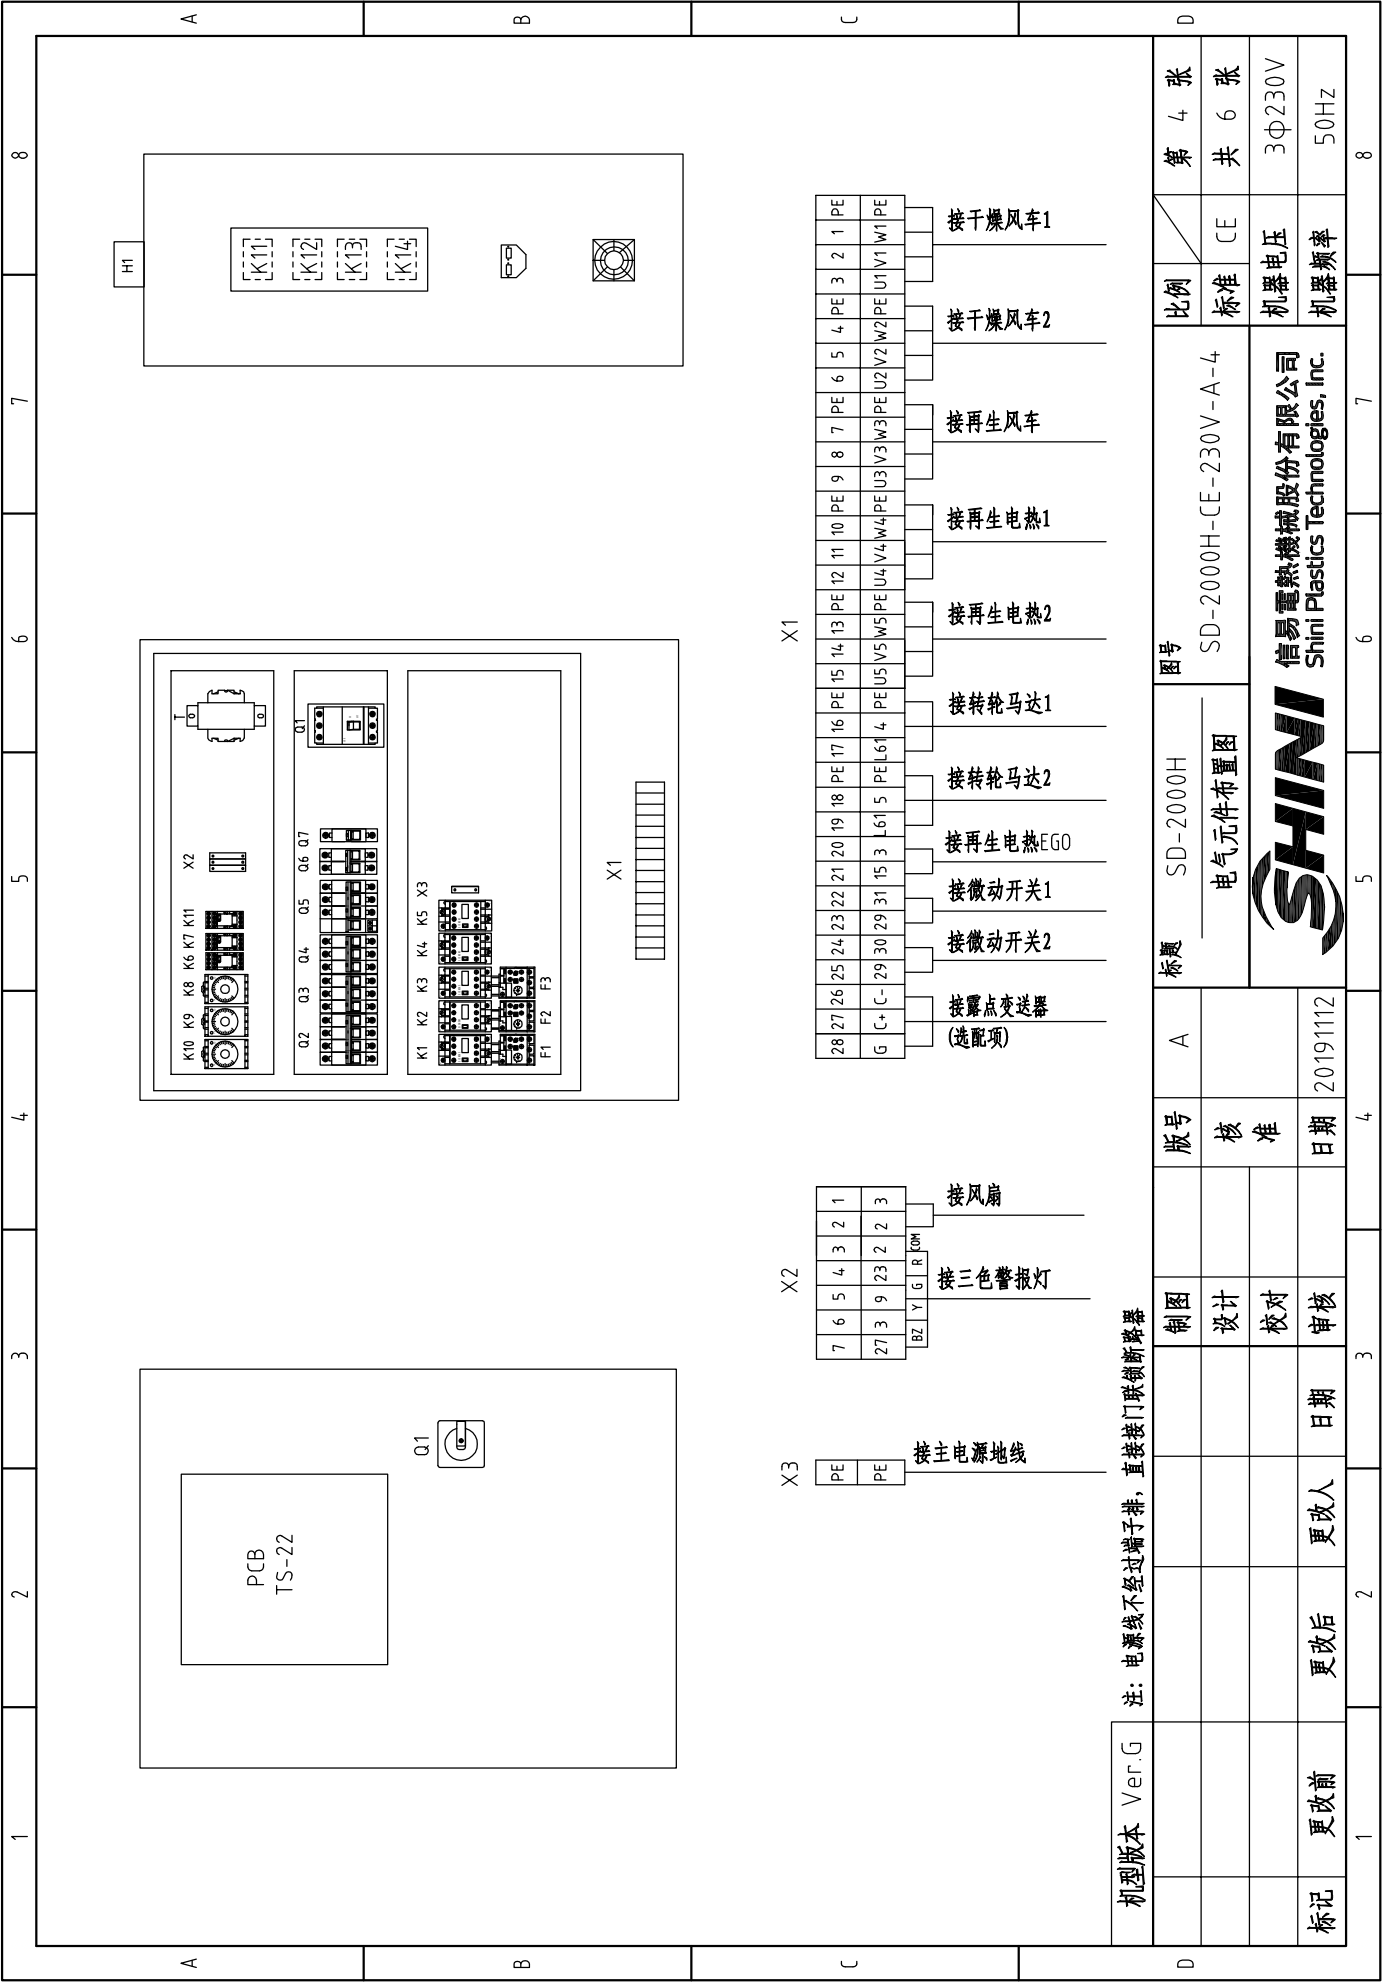 1 2 3 4 5 6 7 8
A
B
C
D
PCB
TS-22
Q1
T
X2
K10 K9 K8 K6 K7 K11
Q1
Q2 Q3 Q4 Q5 Q6 Q7
K1 K2 K3 K4 K5 X3
F1 F2 F3
X1
H1
K11
K12
K13
K14
X3
PE
PE
接主电源地线
X2
7 6 5 4 3 2 1
27 3 9 23 2 2 3
BZ Y G R COM
接三色警报灯
接风扇
X1
28 27 26 25 24 23 22 21 20 19 18 PE 17 16 PE 15 14 13 PE 12 11 10 PE 9 8 7 PE 6 5 4 PE 3 2 1 PE
G C+ C- 29 30 29 31 15 3 L61 5 PE L61 4 PE U5 V5 W5 PE U4 V4 W4 PE U3 V3 W3 PE U2 V2 W2 PE U1 V1 W1 PE
接露点变送器
(选配项)
接微动开关2
接微动开关1
接再生电热EGO
接转轮马达2
接转轮马达1
接再生电热2
接再生电热1
接再生风车
接干燥风车2
接干燥风车1
注：电源线不经过端子排，直接接门联锁断路器
机型版本 Ver.G
标记 更改前 更改后 更改人 日期
制图
设计
校对
审核
版号 A
核
准
日期 20191112
标题 SD-2000H
电气元件布置图
图号
SD-2000H-CE-230V-A-4
SHINI
信易電熱機械股份有限公司
Shini Plastics Technologies, Inc.
比例 第 4 张
标准 CE 共 6 张
机器电压 3Φ230V
机器频率 50Hz
1 2 3 4 5 6 7 8
A
B
C
D